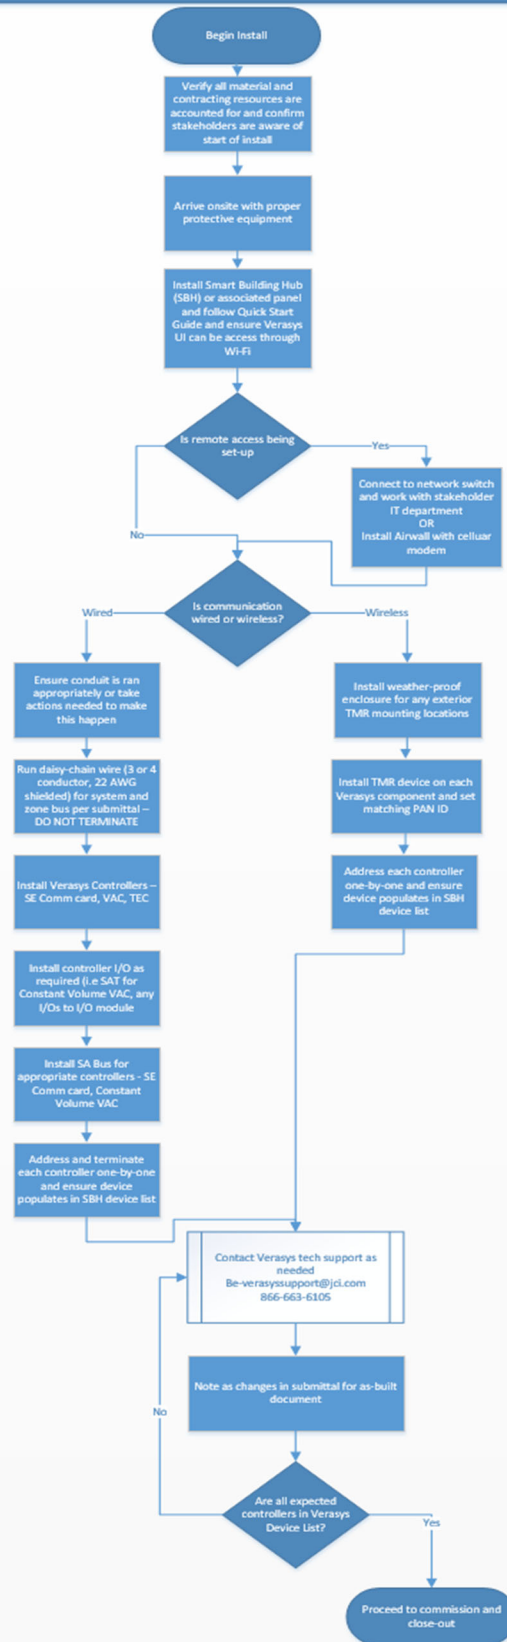 Begin Install
Verify all material and
contracting resources are
accounted for and confirm
stakeholders are aware of
start of install
Arrive onsite with proper
protective equipment
Install Smart Building Hub
(SBH) or associated panel
and follow Quick Start
Guide and ensure Verasys
UI can be access through
Wi-Fi
Is remote access being
set-up
Yes
Connect to network switch
and work with stakeholder
IT department
OR
Install Airwall with celluar
modem
No
Is communication
wired or wireless?
Wired
Wireless
Ensure conduit is ran
appropriately or take
actions needed to make
this happen
Run daisy-chain wire (3 or 4
conductor, 22 AWG
shielded) for system and
zone bus per submittal –
DO NOT TERMINATE
Install Verasys Controllers –
SE Comm card, VAC, TEC
Install controller I/O as
required (i.e SAT for
Constant Volume VAC, any
I/Os to I/O module
Install SA Bus for
appropriate controllers - SE
Comm card, Constant
Volume VAC
Address and terminate
each controller one-by-one
and ensure device
populates in SBH device list
Install weather-proof
enclosure for any exterior
TMR mounting locations
Install TMR device on each
Verasys component and set
matching PAN ID
Address each controller
one-by-one and ensure
device populates in SBH
device list
Contact Verasys tech support as
needed
Be-verasyssupport@jci.com
866-663-6105
Note as changes in submittal for as-built
document
No
Are all expected
controllers in Verasys
Device List?
Yes
Proceed to commission and
close-out